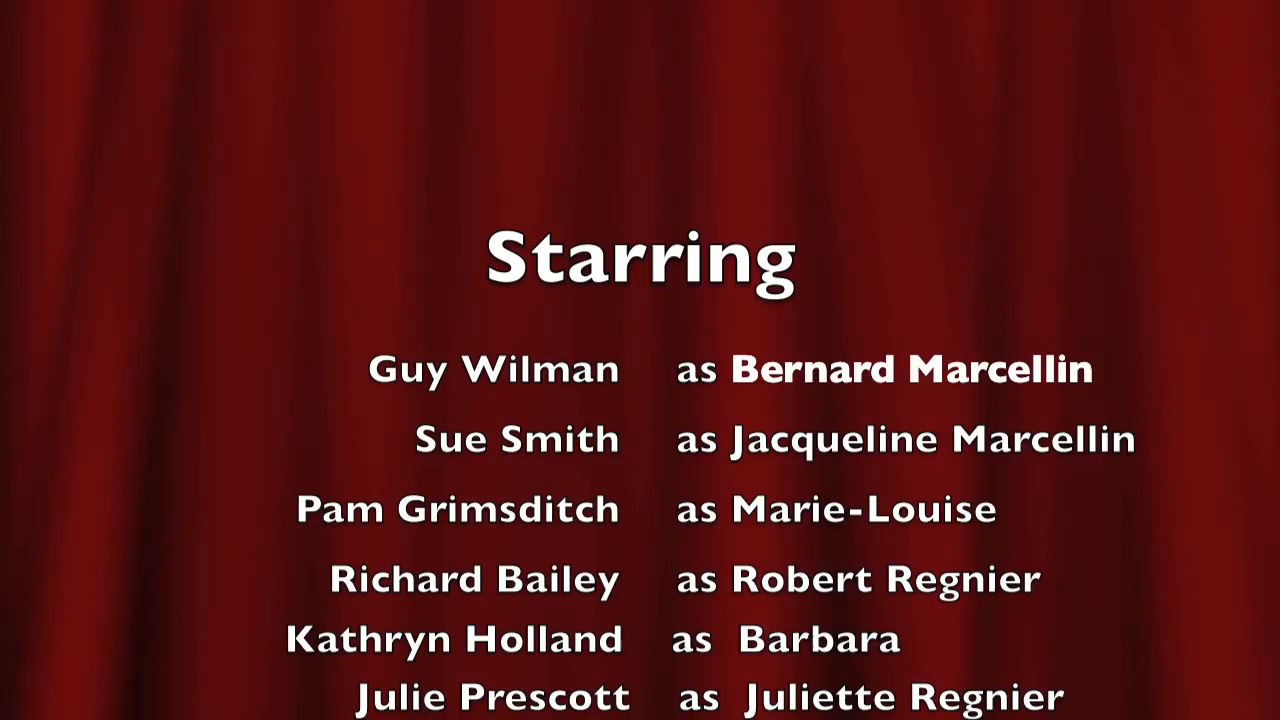 Starring
Guy Wilman as Bernard Marcellin
Sue Smith as Jacqueline Marcellin
Pam Grimsditch as Marie-Louise
Richard Bailey as Robert Regnier
Kathryn Holland as Barbara
Julie Prescott as Juliette Regnier